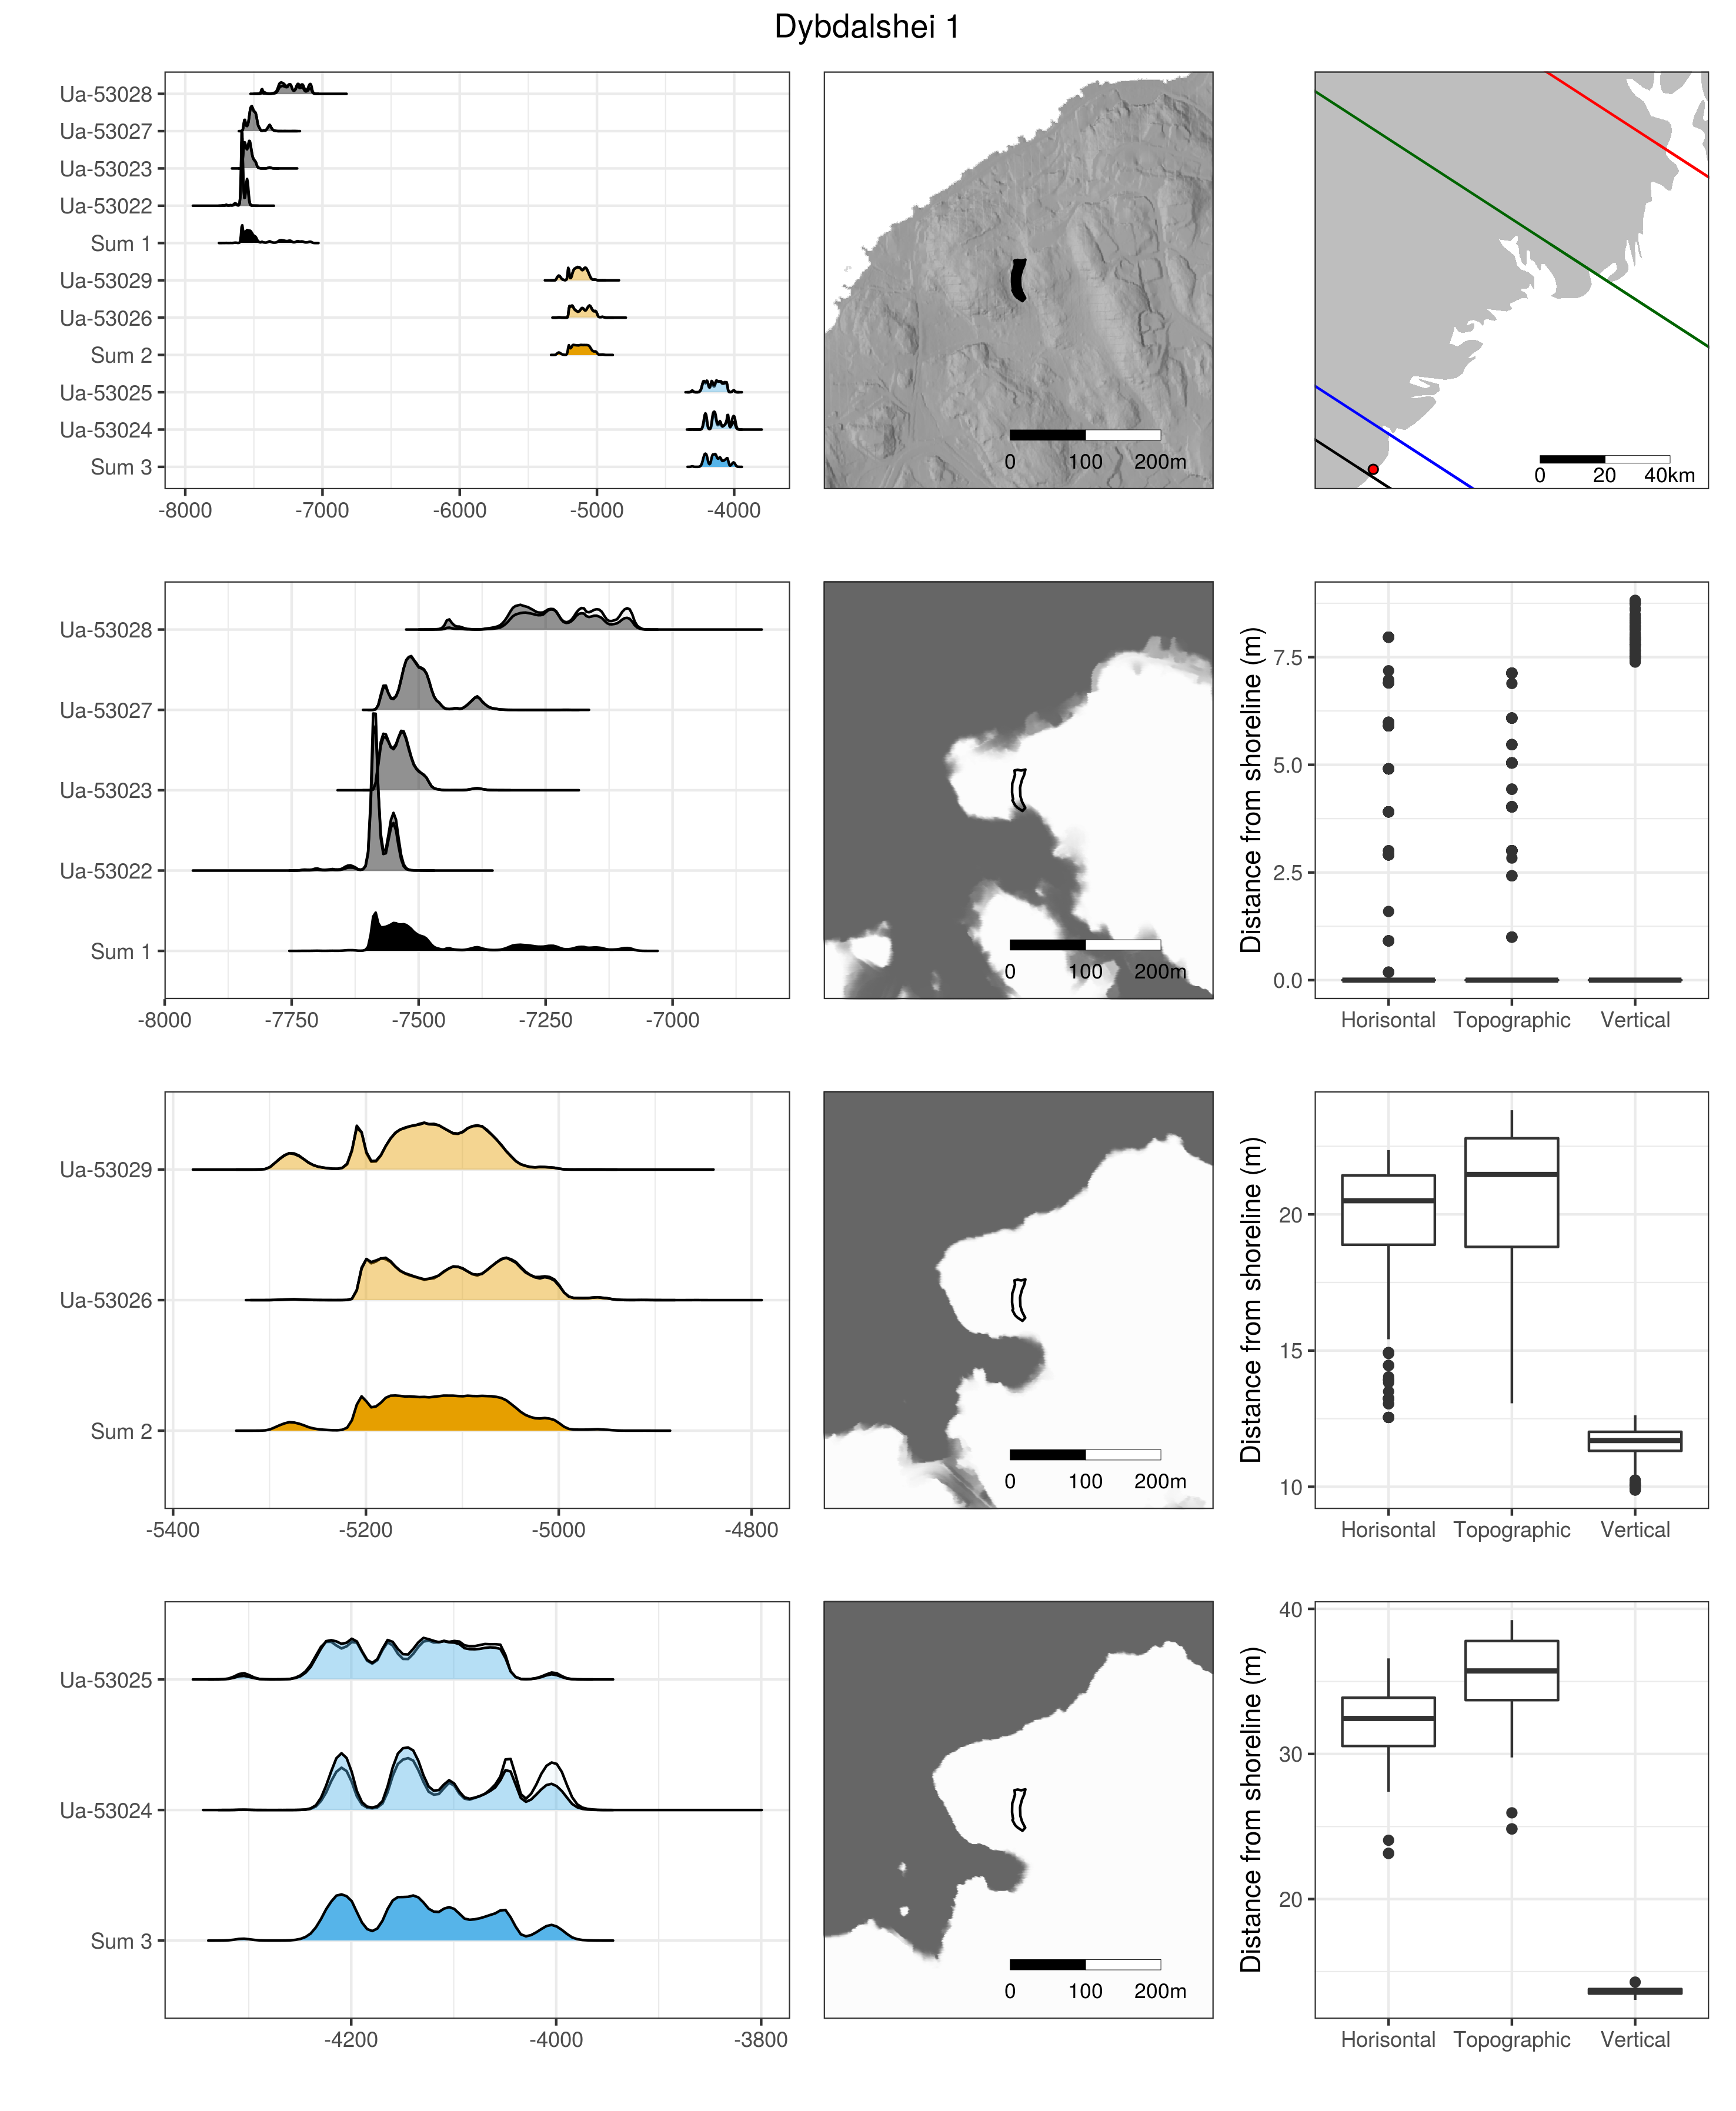 Dybdalshei 1
Ua-53028
Ua-53027
Ua-53023
Ua-53022
Sum 1
Ua-53029
Ua-53026
Sum 2
Ua-53025
Ua-53024
Sum 3
-8000 -7000 -6000 -5000 -4000
0 100 200m
0 20 40km
Ua-53028
Ua-53027
Ua-53023
Ua-53022
Sum 1
-8000 -7750 -7500 -7250 -7000
0 100 200m
Distance from shoreline (m)
7.5
5.0
2.5
0.0
Horisontal Topographic Vertical
Ua-53029
Ua-53026
Sum 2
-5400 -5200 -5000 -4800
0 100 200m
Distance from shoreline (m)
20
15
10
Horisontal Topographic Vertical
Ua-53025
Ua-53024
Sum 3
-4200 -4000 -3800
0 100 200m
Distance from shoreline (m)
40
30
20
Horisontal Topographic Vertical